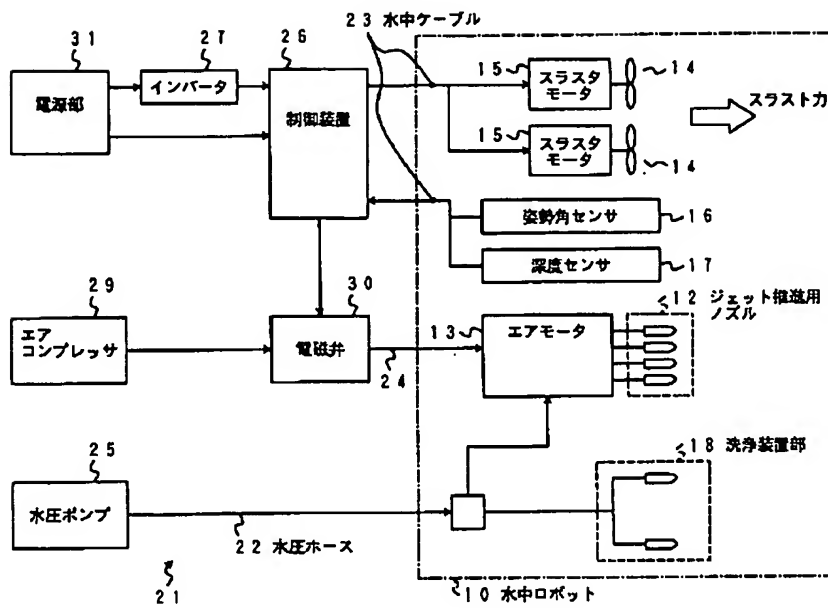 31
27
26
23 水中ケーブル
電源部
インバータ
制御装置
15
スラスタ
モータ
14
スラスト力
15
スラスタ
モータ
14
姿勢角センサ
16
深度センサ
17
29
30
13
12 ジェット推進用
ノズル
エア
コンプレッサ
電磁弁
エアモータ
24
25
18 洗浄装置部
水圧ポンプ
22 水圧ホース
21
10 水中ロボット